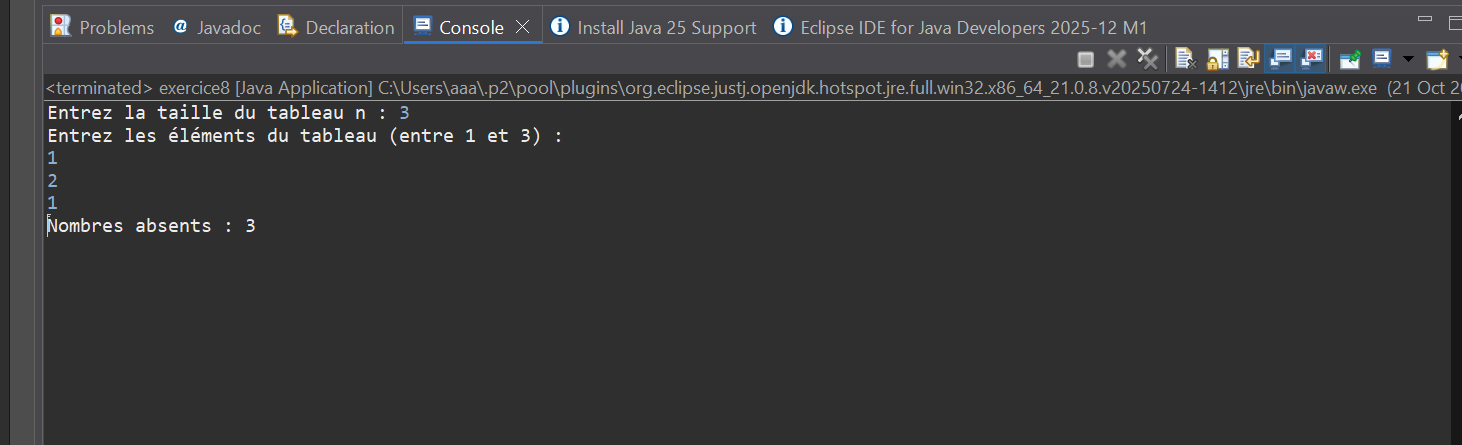 Problems @ Javadoc Declaration Console Install Java 25 Support Eclipse IDE for Java Developers 2025-12 M1
<terminated> exercice8 [Java Application] C:\Users\aaa\.p2\pool\plugins\org.eclipse.justj.openjdk.hotspot.jre.full.win32.x86_64_21.0.8.v20250724-1412\jre\bin\javaw.exe (21 Oct 20
Entrez la taille du tableau n : 3
Entrez les éléments du tableau (entre 1 et 3) :
1
2
1
Nombres absents : 3